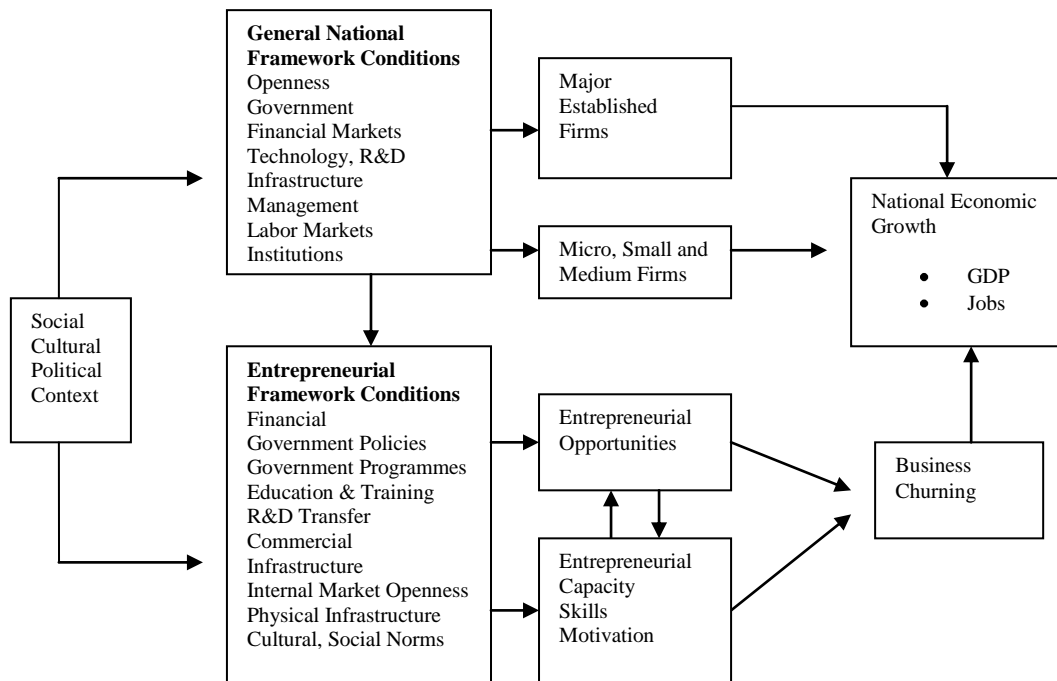 General National
Framework Conditions
Openness
Government
Financial Markets
Technology, R&D
Infrastructure
Management
Labor Markets
Institutions
Major
Established
Firms
Micro, Small and
Medium Firms
National Economic
Growth
• GDP
• Jobs
Social
Cultural
Political
Context
Entrepreneurial
Framework Conditions
Financial
Government Policies
Government Programmes
Education & Training
R&D Transfer
Commercial
Infrastructure
Internal Market Openness
Physical Infrastructure
Cultural, Social Norms
Entrepreneurial
Opportunities
Entrepreneurial
Capacity
Skills
Motivation
Business
Churning